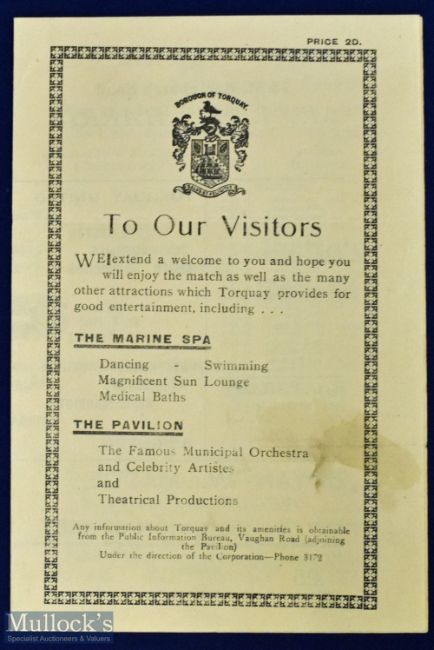 PRICE 2D.
BOROUGH OF TORQUAY.
To Our Visitors
WE extend a welcome to you and hope you
will enjoy the match as well as the many
other attractions which Torquay provides for
good entertainment, including . . .
THE MARINE SPA
Dancing - Swimming
Magnificent Sun Lounge
Medical Baths
THE PAVILION
The Famous Municipal Orchestra
and Celebrity Artistes
and
Theatrical Productions
Any information about Torquay and its amenities is obtainable
from the Public Information Bureau, Vaughan Road (adjoining
the Pavilion)
Under the direction of the Corporation—Phone 3172
Mullock's
Specialist Auctioneers & Valuers